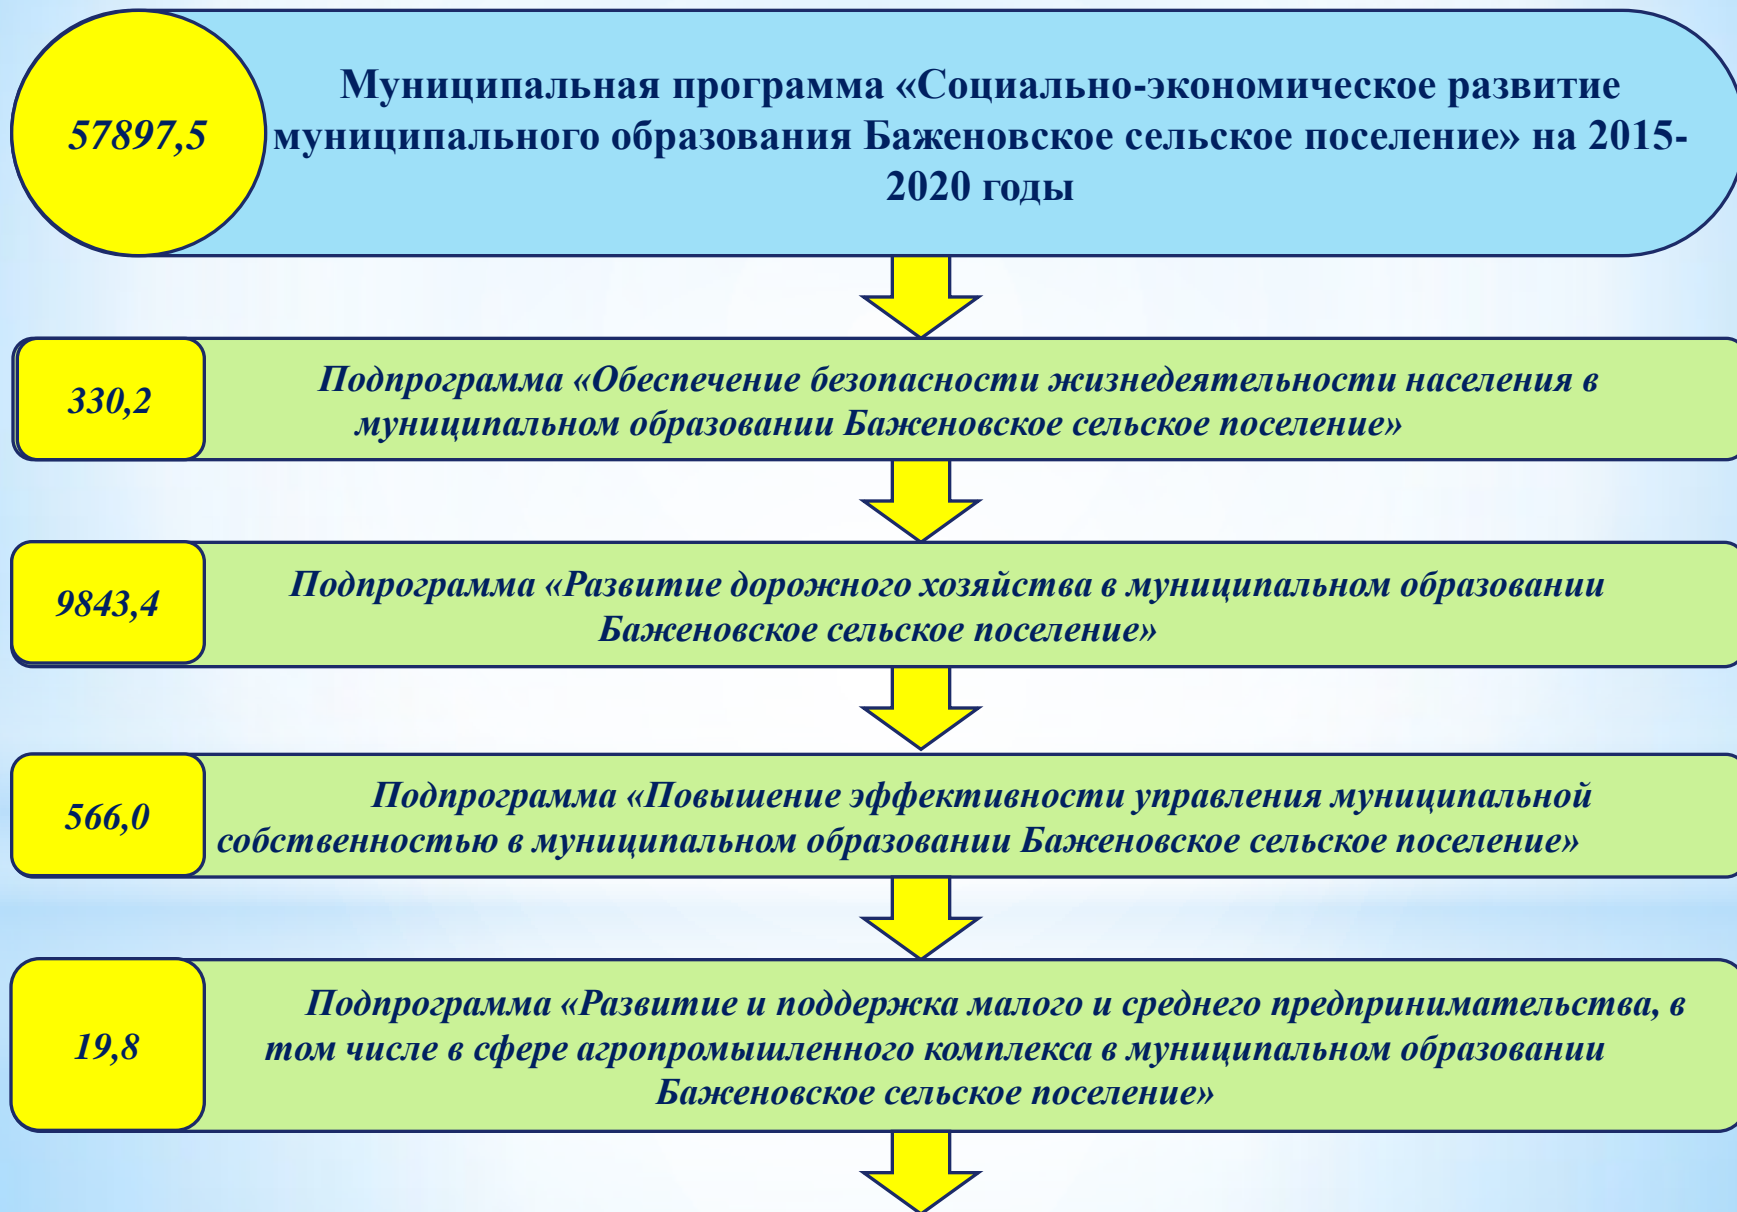 57897,5
Муниципальная программа «Социально-экономическое развитие
муниципального образования Баженовское сельское поселение» на 2015-
2020 годы
330,2
Подпрограмма «Обеспечение безопасности жизнедеятельности населения в
муниципальном образовании Баженовское сельское поселение»
9843,4
Подпрограмма «Развитие дорожного хозяйства в муниципальном образовании
Баженовское сельское поселение»
566,0
Подпрограмма «Повышение эффективности управления муниципальной
собственностью в муниципальном образовании Баженовское сельское поселение»
19,8
Подпрограмма «Развитие и поддержка малого и среднего предпринимательства, в
том числе в сфере агропромышленного комплекса в муниципальном образовании
Баженовское сельское поселение»